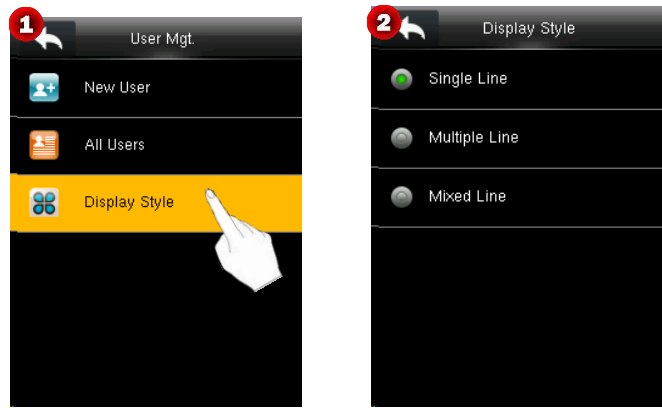 1
User Mgt.
New User
All Users
Display Style
2
Display Style
Single Line
Multiple Line
Mixed Line